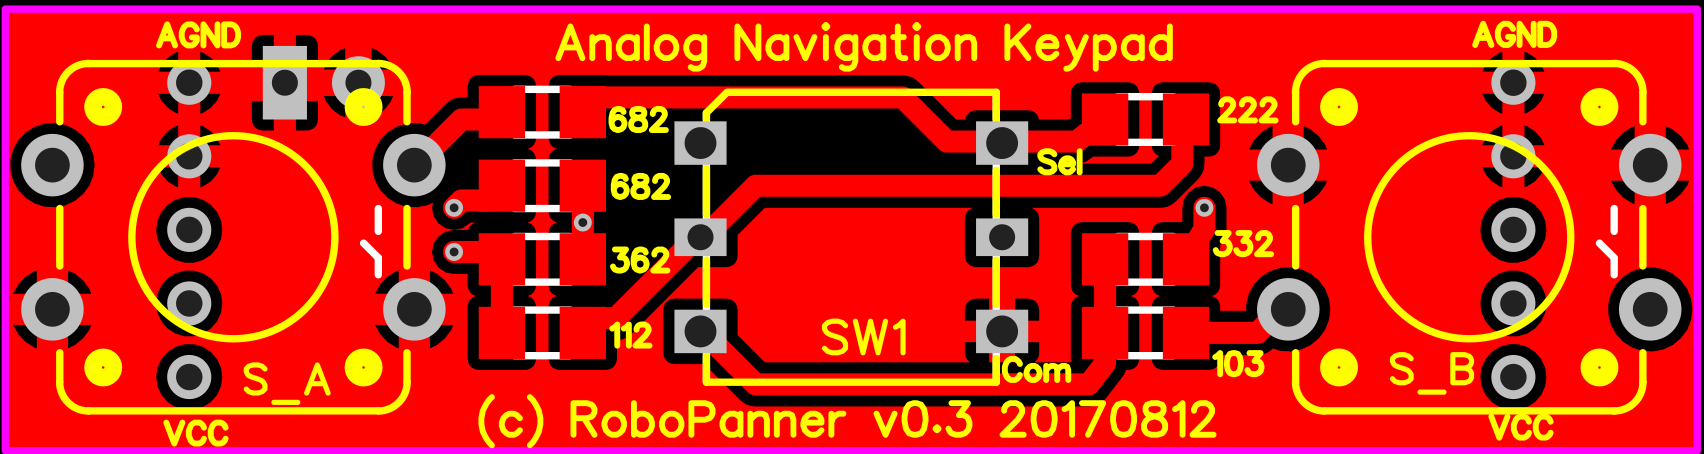 Analog Navigation Keypad
AGND
AGND
682
222
Sel
682
332
362
112
SW1
103
Com
S_A
S_B
(c) RoboPanner v0.3 20170812
VCC
VCC